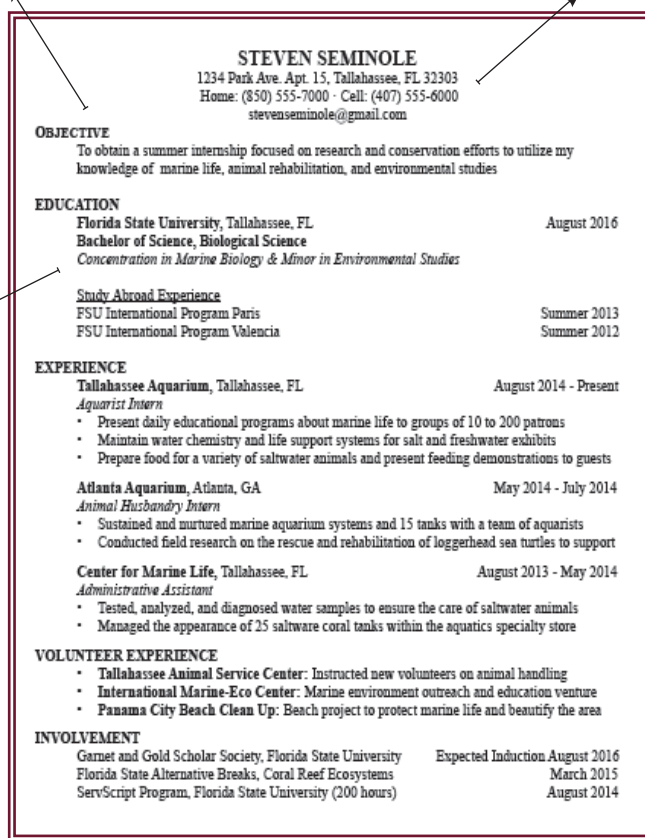 STEVEN SEMINOLE
1234 Park Ave. Apt. 15, Tallahassee, FL 32303
Home: (850) 555-7000 · Cell: (407) 555-6000
stevenseminole@gmail.com
OBJECTIVE
To obtain a summer internship focused on research and conservation efforts to utilize my
knowledge of marine life, animal rehabilitation, and environmental studies
EDUCATION
Florida State University, Tallahassee, FL August 2016
Bachelor of Science, Biological Science
Concentration in Marine Biology & Minor in Environmental Studies
Study Abroad Experience
FSU International Program Paris Summer 2013
FSU International Program Valencia Summer 2012
EXPERIENCE
Tallahassee Aquarium, Tallahassee, FL August 2014 - Present
Aquarist Intern
• Present daily educational programs about marine life to groups of 10 to 200 patrons
• Maintain water chemistry and life support systems for salt and freshwater exhibits
• Prepare food for a variety of saltwater animals and present feeding demonstrations to guests
Atlanta Aquarium, Atlanta, GA May 2014 - July 2014
Animal Husbandry Intern
• Sustained and nurtured marine aquarium systems and 15 tanks with a team of aquarists
• Conducted field research on the rescue and rehabilitation of loggerhead sea turtles to support
Center for Marine Life, Tallahassee, FL August 2013 - May 2014
Administrative Assistant
• Tested, analyzed, and diagnosed water samples to ensure the care of saltwater animals
• Managed the appearance of 25 saltware coral tanks within the aquatics specialty store
VOLUNTEER EXPERIENCE
• Tallahassee Animal Service Center: Instructed new volunteers on animal handling
• International Marine-Eco Center: Marine environment outreach and education venture
• Panama City Beach Clean Up: Beach project to protect marine life and beautify the area
INVOLVEMENT
Garnet and Gold Scholar Society, Florida State University Expected Induction August 2016
Florida State Alternative Breaks, Coral Reef Ecosystems March 2015
ServScript Program, Florida State University (200 hours) August 2014